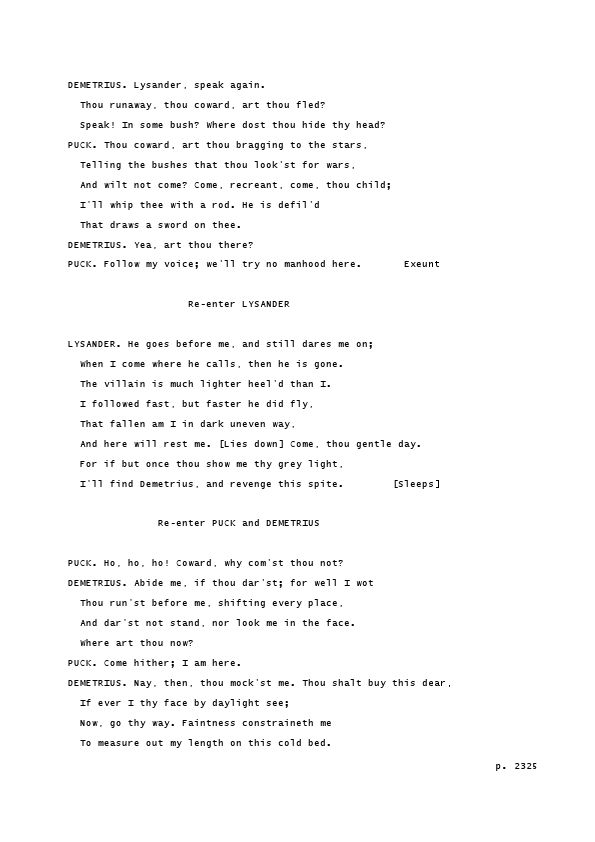 DEMETRIUS. Lysander, speak again.
Thou runaway, thou coward, art thou fled?
Speak! In some bush? Where dost thou hide thy head?
PUCK. Thou coward, art thou bragging to the stars,
Telling the bushes that thou look'st for wars,
And wilt not come? Come, recreant, come, thou child;
I'll whip thee with a rod. He is defil'd
That draws a sword on thee.
DEMETRIUS. Yea, art thou there?
PUCK. Follow my voice; we'll try no manhood here. Exeunt
Re-enter LYSANDER
LYSANDER. He goes before me, and still dares me on;
When I come where he calls, then he is gone.
The villain is much lighter heel'd than I.
I followed fast, but faster he did fly,
That fallen am I in dark uneven way,
And here will rest me. [Lies down] Come, thou gentle day.
For if but once thou show me thy grey light,
I'll find Demetrius, and revenge this spite. [Sleeps]
Re-enter PUCK and DEMETRIUS
PUCK. Ho, ho, ho! Coward, why com'st thou not?
DEMETRIUS. Abide me, if thou dar'st; for well I wot
Thou run'st before me, shifting every place,
And dar'st not stand, nor look me in the face.
Where art thou now?
PUCK. Come hither; I am here.
DEMETRIUS. Nay, then, thou mock'st me. Thou shalt buy this dear,
If ever I thy face by daylight see;
Now, go thy way. Faintness constraineth me
To measure out my length on this cold bed.
p. 2325